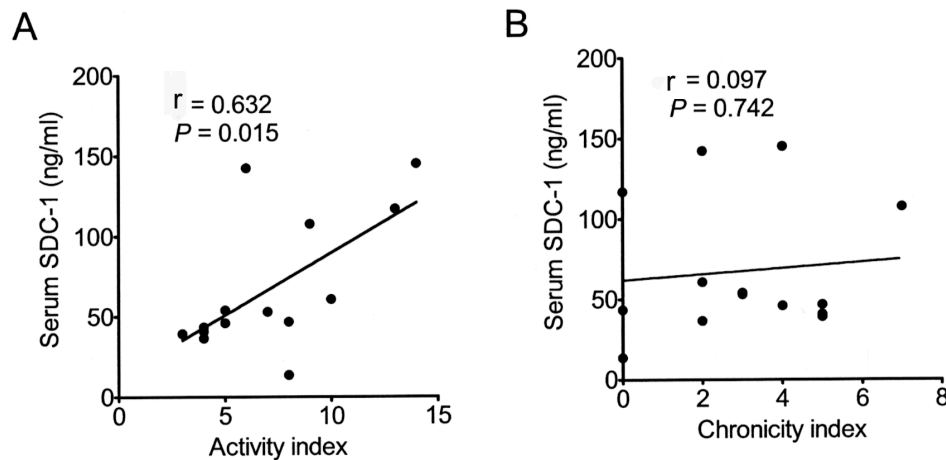 A
200
150
100
50
0
Serum SDC-1 (ng/ml)
r = 0.632
P = 0.015
0 5 10 15
Activity index
B
200
150
100
50
0
Serum SDC-1 (ng/ml)
r = 0.097
P = 0.742
0 2 4 6 8
Chronicity index